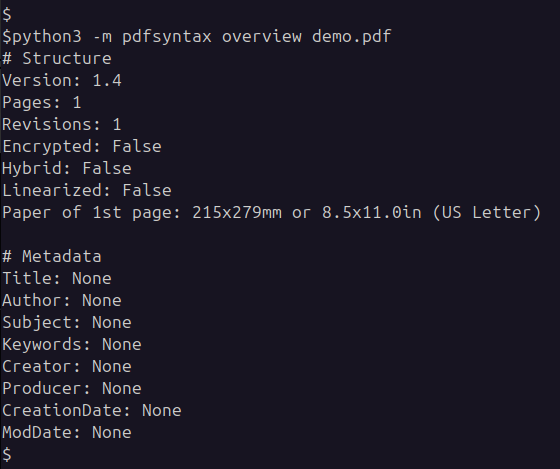 $
$python3 -m pdfsyntax overview demo.pdf
# Structure
Version: 1.4
Pages: 1
Revisions: 1
Encrypted: False
Hybrid: False
Linearized: False
Paper of 1st page: 215x279mm or 8.5x11.0in (US Letter)

# Metadata
Title: None
Author: None
Subject: None
Keywords: None
Creator: None
Producer: None
CreationDate: None
ModDate: None
$